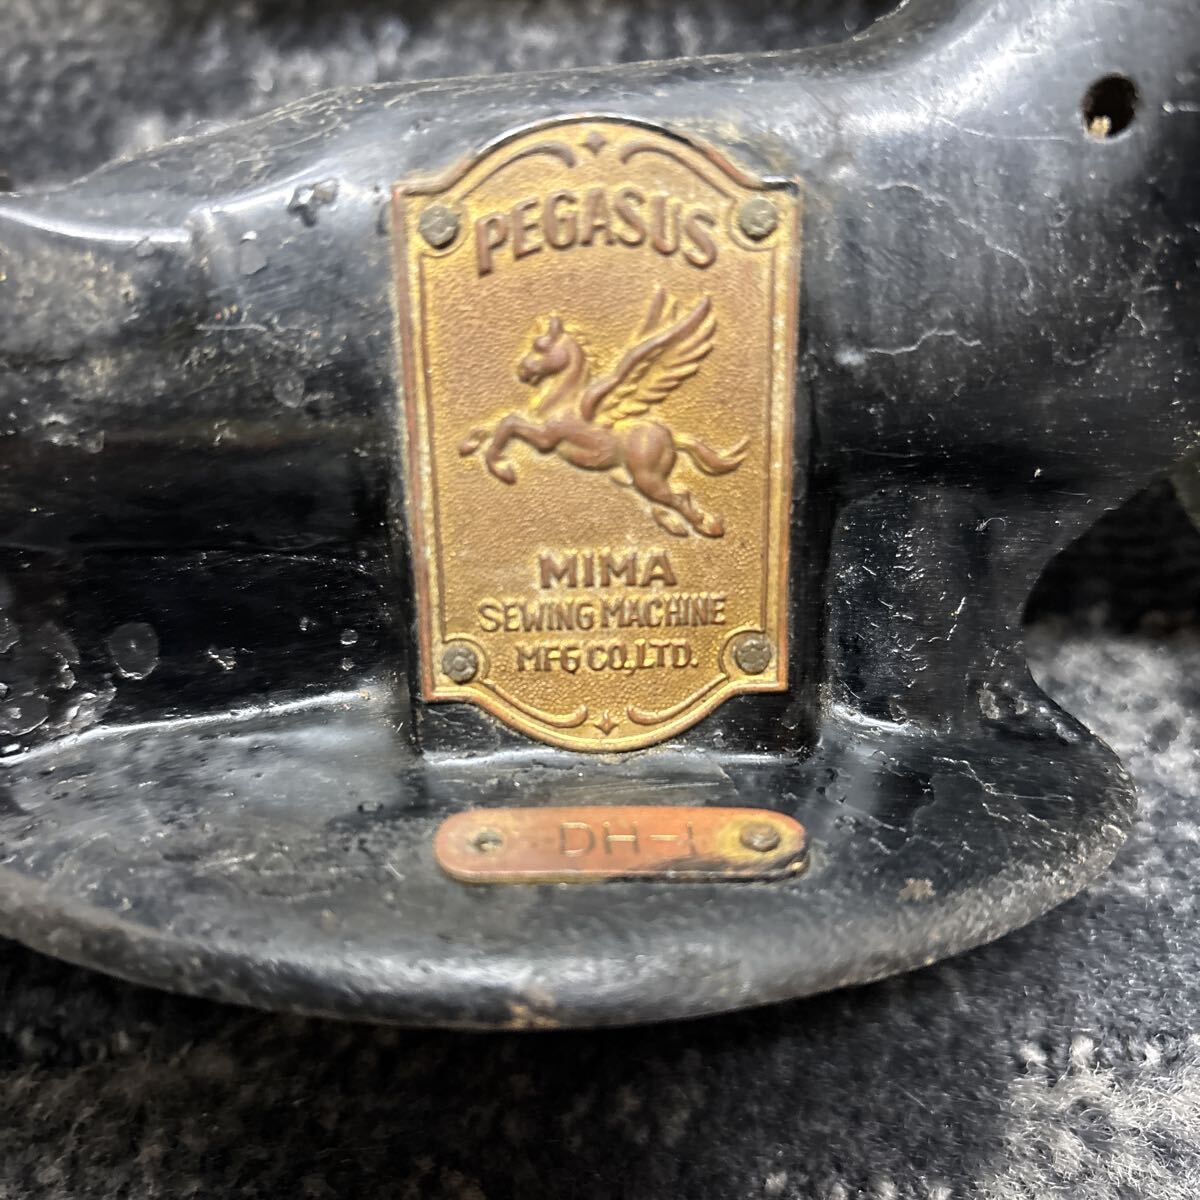 PEGASUS
MIMA
SEWING MACHINE
MFG CO,LTD.
DH-1